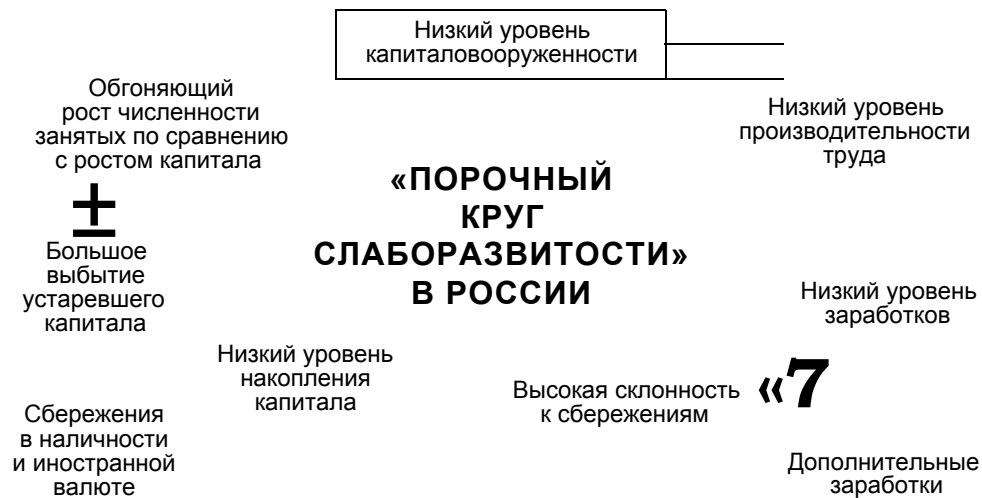 Низкий уровень
капиталовооруженности
Обгоняющий
рост численности
занятых по сравнению
с ростом капитала
Низкий уровень
производительности
труда
«ПОРОЧНЫЙ
КРУГ
СЛАБОРАЗВИТОСТИ»
В РОССИИ
±
Большое
выбытие
устаревшего
капитала
Низкий уровень
заработков
Низкий уровень
накопления
капитала
Высокая склонность
к сбережениям
«7
Сбережения
в наличности
и иностранной
валюте
Дополнительные
заработки